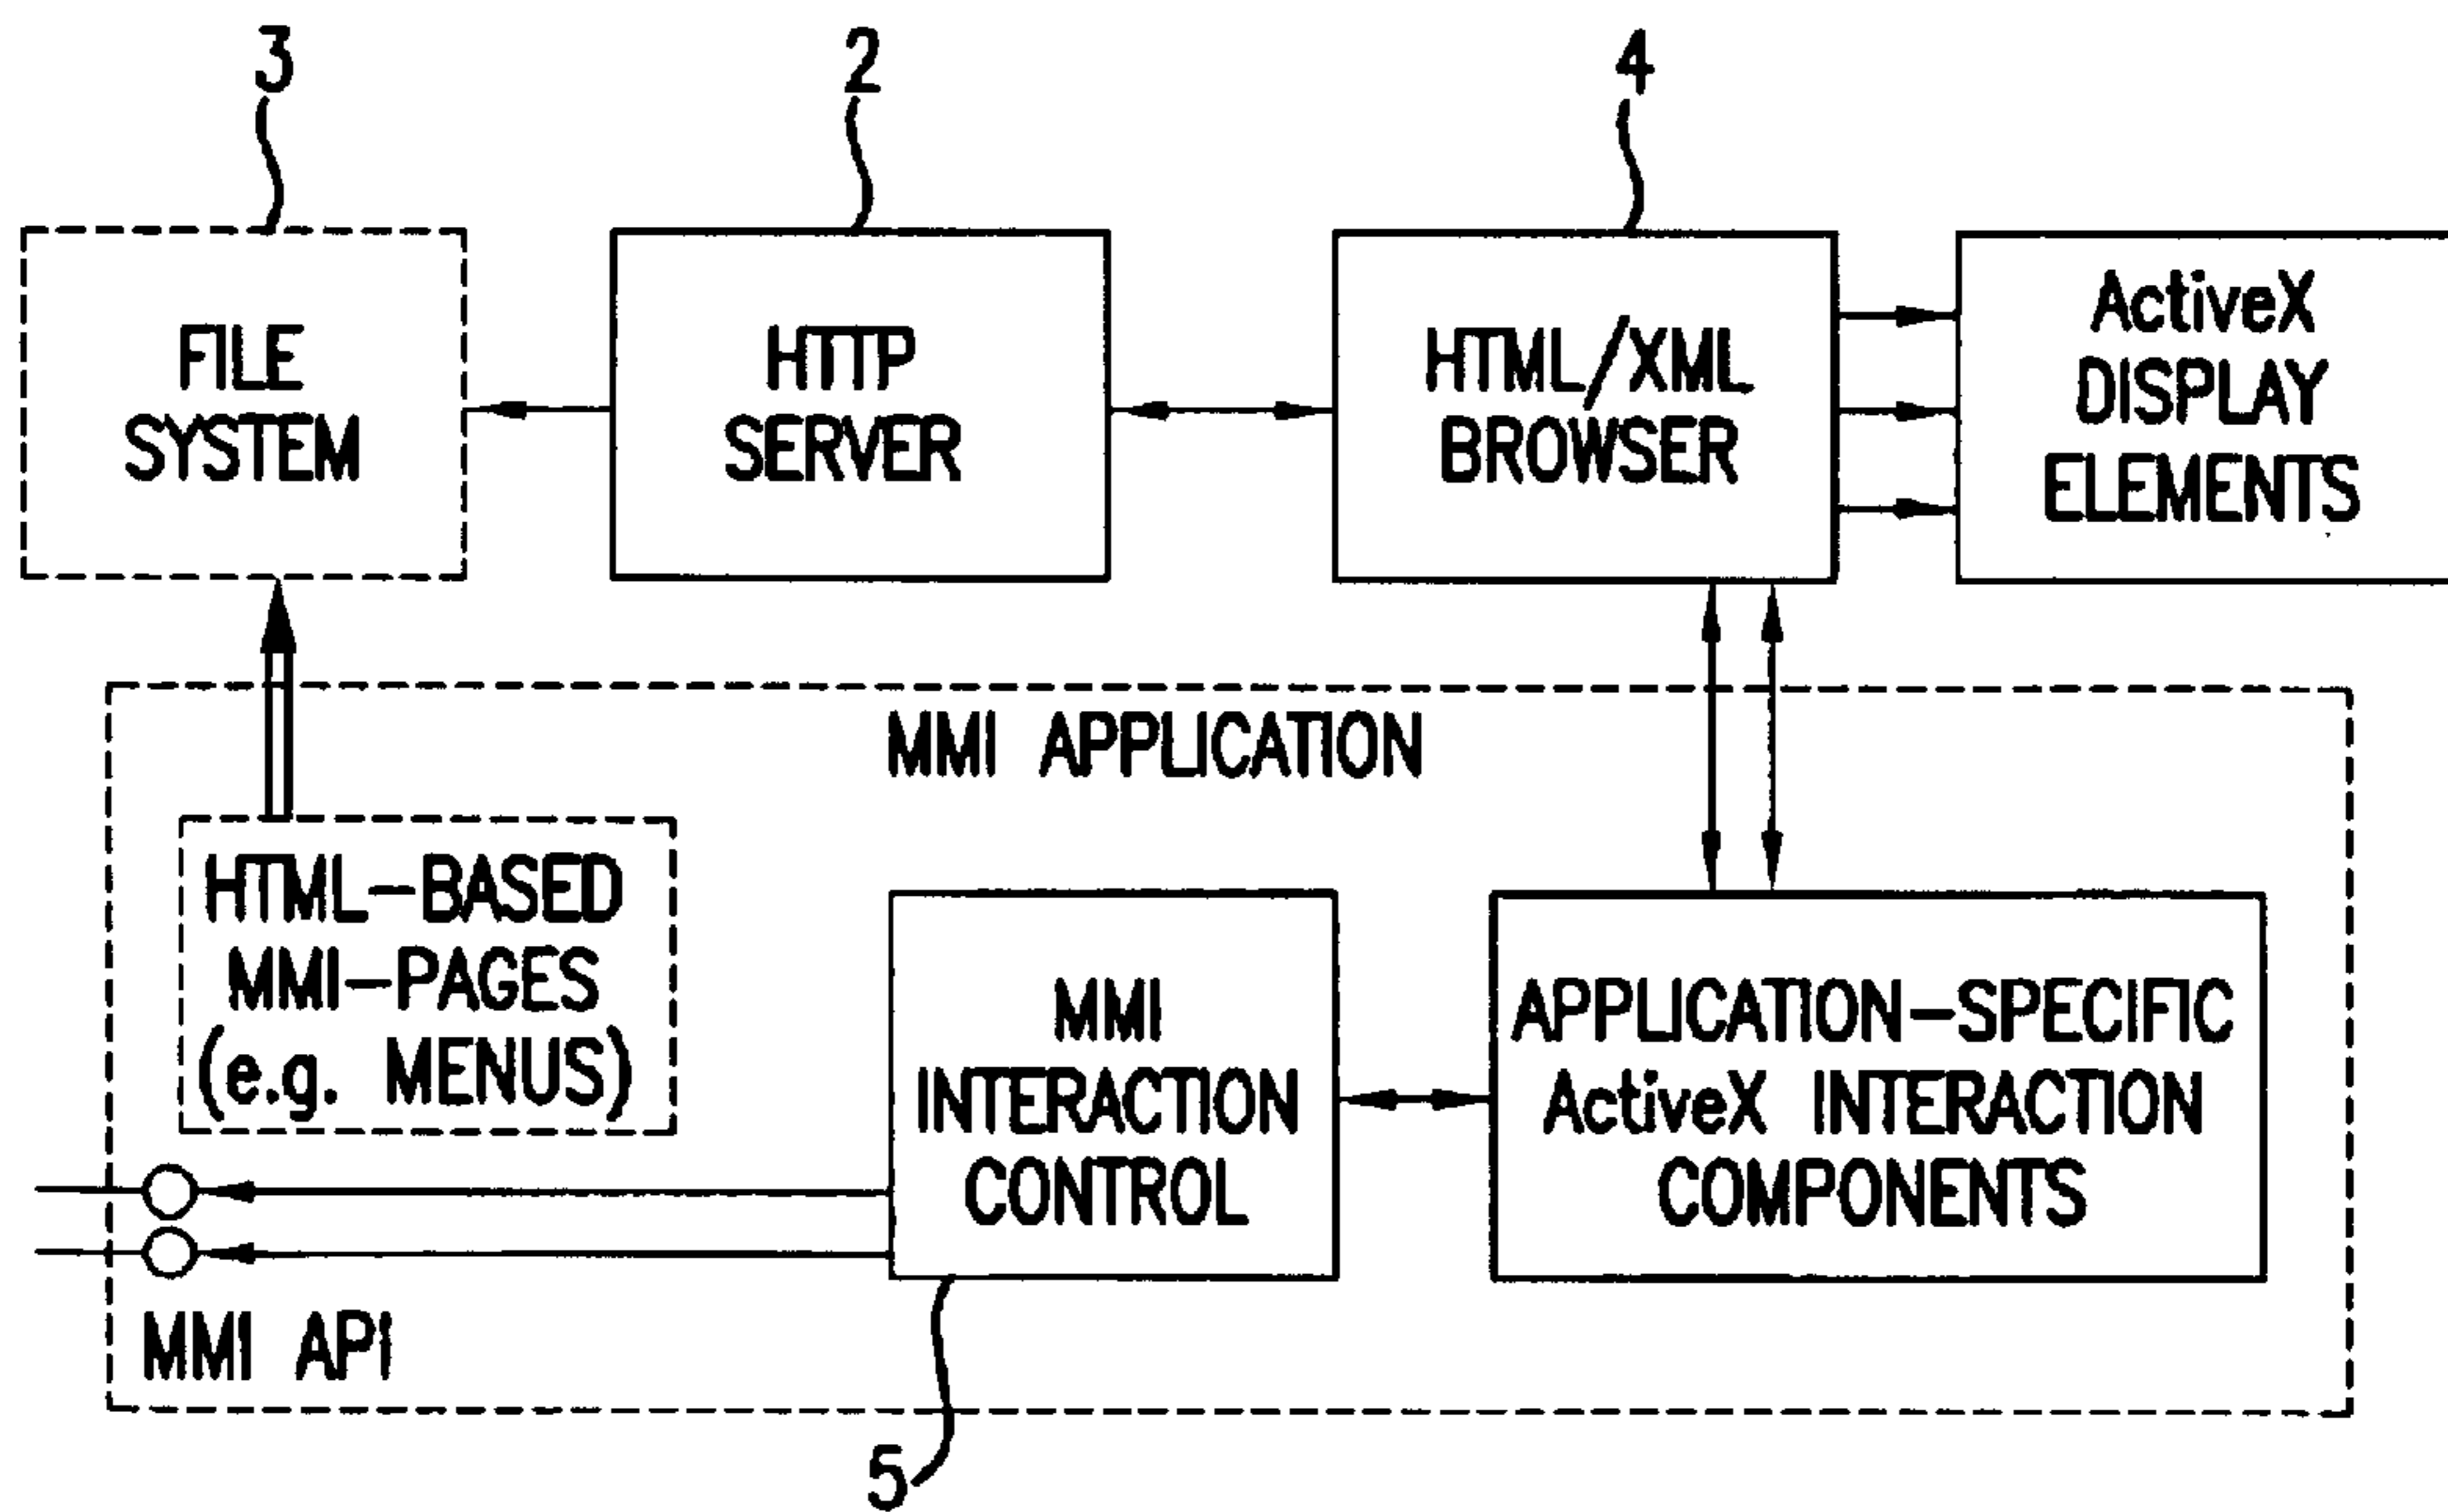 3
2
4
FILE
SYSTEM
HTTP
SERVER
HTML/XML
BROWSER
ActiveX
DISPLAY
ELEMENTS
MMI APPLICATION
HTML-BASED
MMI-PAGES
(e.g. MENUS)
MMI
INTERACTION
CONTROL
APPLICATION-SPECIFIC
ActiveX INTERACTION
COMPONENTS
MMI API
5